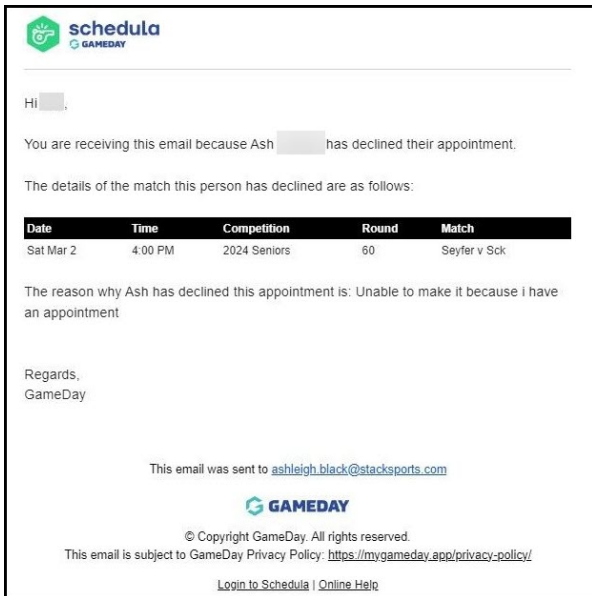 schedula
GAMEDAY
Hi ,
You are receiving this email because Ash has declined their appointment.
The details of the match this person has declined are as follows:
Date Time Competition Round Match
Sat Mar 2 4:00 PM 2024 Seniors 60 Seyfer v Sck
The reason why Ash has declined this appointment is: Unable to make it because i have
an appointment
Regards,
GameDay
This email was sent to ashleigh.black@stacksports.com
GAMEDAY
© Copyright GameDay. All rights reserved.
This email is subject to GameDay Privacy Policy: https://mygameday.app/privacy-policy/
Login to Schedula | Online Help